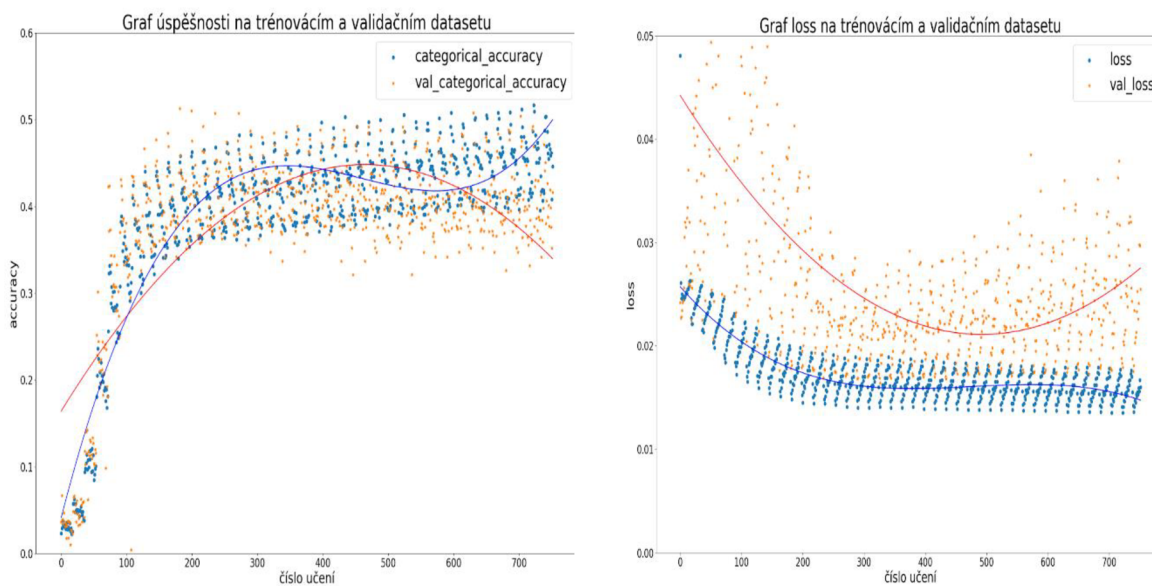 Graf úspěšnosti na trénovácím a validačním datasetu
categorical_accuracy
val_categorical_accuracy
accuracy
0.6
0.5
0.4
0.3
0.2
0.1
0.0
0 100 200 300 400 500 600 700
číslo učení
Graf loss na trénovácím a validačním datasetu
loss
val_loss
loss
0.05
0.04
0.03
0.02
0.01
0.00
0 100 200 300 400 500 600 700
číslo učení